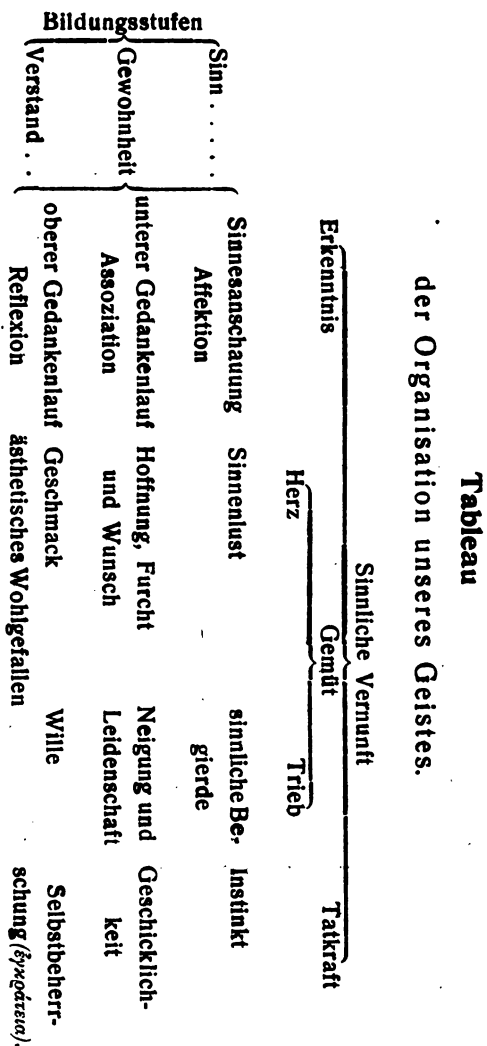 Tableau
der Organisation unseres Geistes.
Sinnliche Vernunft
Erkenntnis Gemüt Tatkraft
Herz Trieb
Bildungsstufen
Sinn . . . . . Sinnesanschauung Sinnenlust sinnliche Be- Instinkt
Affektion gierde
Gewohnheit unterer Gedankenlauf Hoffnung, Furcht Neigung und Geschicklich-
Assoziation und Wunsch Leidenschaft keit
Verstand . . oberer Gedankenlauf Geschmack Wille Selbstbeherr-
Reflexion ästhetisches Wohlgefallen schung (ἐγκράτεια).